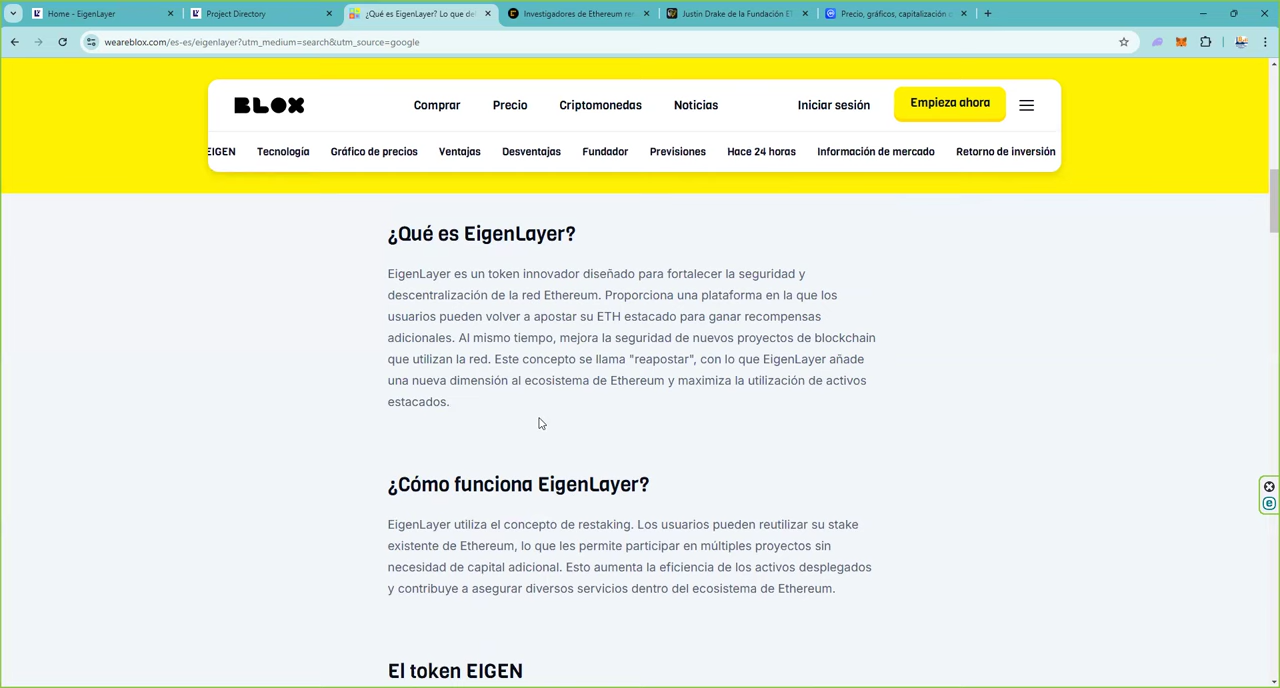 Home - EigenLayer
Project Directory
¿Qué es EigenLayer? Lo que de
Investigadores de Ethereum re
Justin Drake de la Fundación E
Precio, gráficos, capitalización
weareblox.com/es-es/eigenlayer?utm_medium=search&utm_source=google
BLOX
Comprar
Precio
Criptomonedas
Noticias
Iniciar sesión
Empieza ahora
EIGEN
Tecnología
Gráfico de precios
Ventajas
Desventajas
Fundador
Previsiones
Hace 24 horas
Información de mercado
Retorno de inversión
¿Qué es EigenLayer?
EigenLayer es un token innovador diseñado para fortalecer la seguridad y
descentralización de la red Ethereum. Proporciona una plataforma en la que los
usuarios pueden volver a apostar su ETH estacado para ganar recompensas
adicionales. Al mismo tiempo, mejora la seguridad de nuevos proyectos de blockchain
que utilizan la red. Este concepto se llama "reapostar", con lo que EigenLayer añade
una nueva dimensión al ecosistema de Ethereum y maximiza la utilización de activos
estacados.
¿Cómo funciona EigenLayer?
EigenLayer utiliza el concepto de restaking. Los usuarios pueden reutilizar su stake
existente de Ethereum, lo que les permite participar en múltiples proyectos sin
necesidad de capital adicional. Esto aumenta la eficiencia de los activos desplegados
y contribuye a asegurar diversos servicios dentro del ecosistema de Ethereum.
El token EIGEN